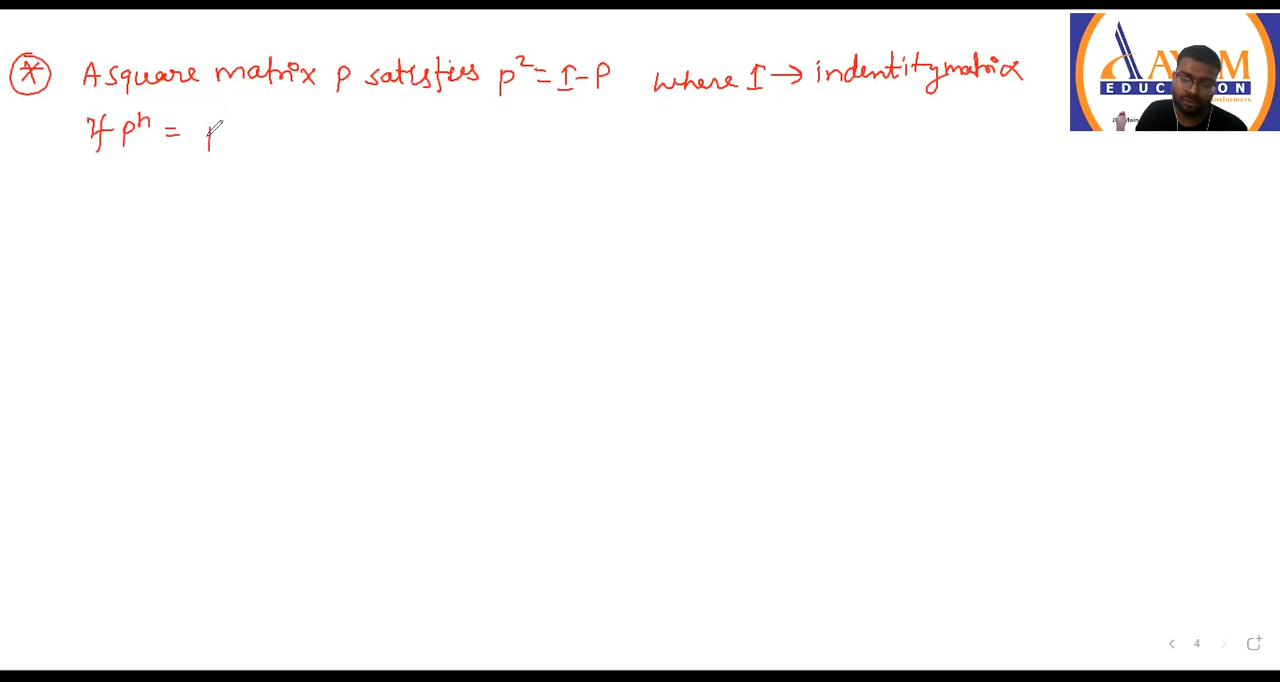 A square matrix P satisfies P² = I - P where I → indentity matrix
If Pⁿ =
A
EDUCATION
4